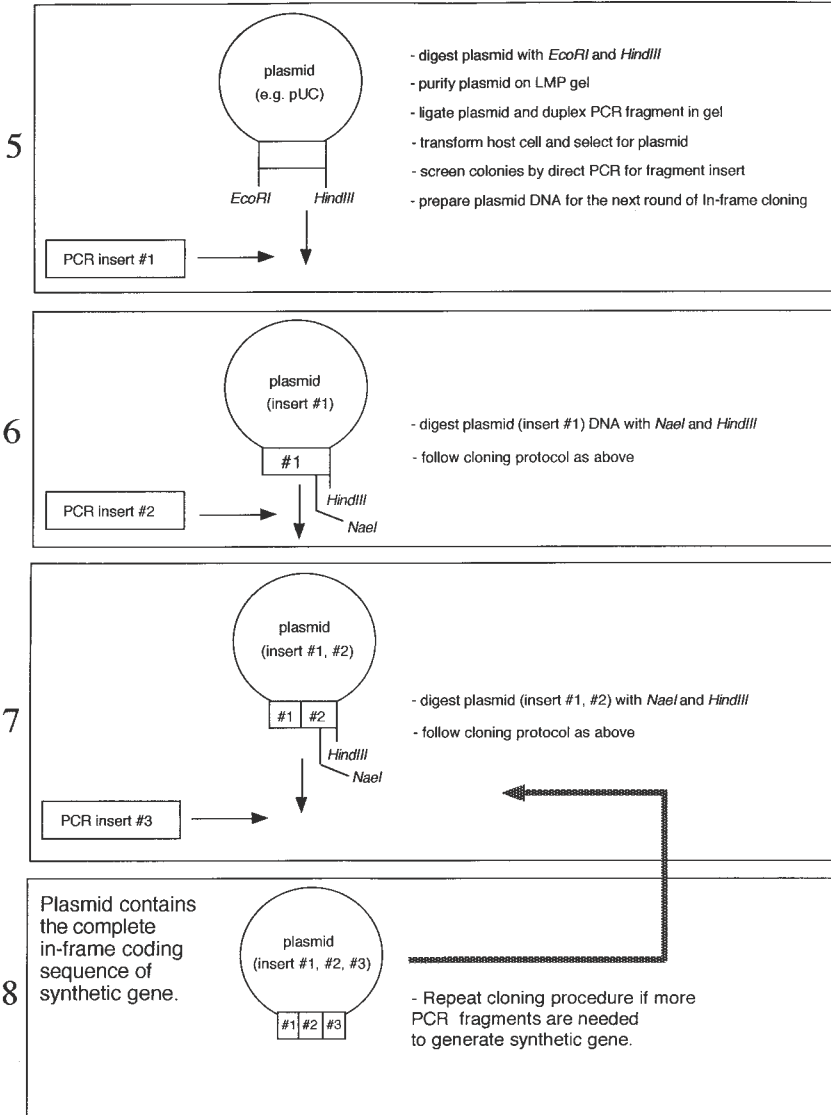 5
plasmid
(e.g. pUC)
EcoRI HindIII
PCR insert #1
- digest plasmid with EcoRI and HindIII
- purify plasmid on LMP gel
- ligate plasmid and duplex PCR fragment in gel
- transform host cell and select for plasmid
- screen colonies by direct PCR for fragment insert
- prepare plasmid DNA for the next round of In-frame cloning
6
plasmid
(insert #1)
#1
HindIII
NaeI
PCR insert #2
- digest plasmid (insert #1) DNA with NaeI and HindIII
- follow cloning protocol as above
7
plasmid
(insert #1, #2)
#1 #2
HindIII
NaeI
PCR insert #3
- digest plasmid (insert #1, #2) with NaeI and HindIII
- follow cloning protocol as above
8
Plasmid contains
the complete
in-frame coding
sequence of
synthetic gene.
plasmid
(insert #1, #2, #3)
#1 #2 #3
- Repeat cloning procedure if more
PCR fragments are needed
to generate synthetic gene.